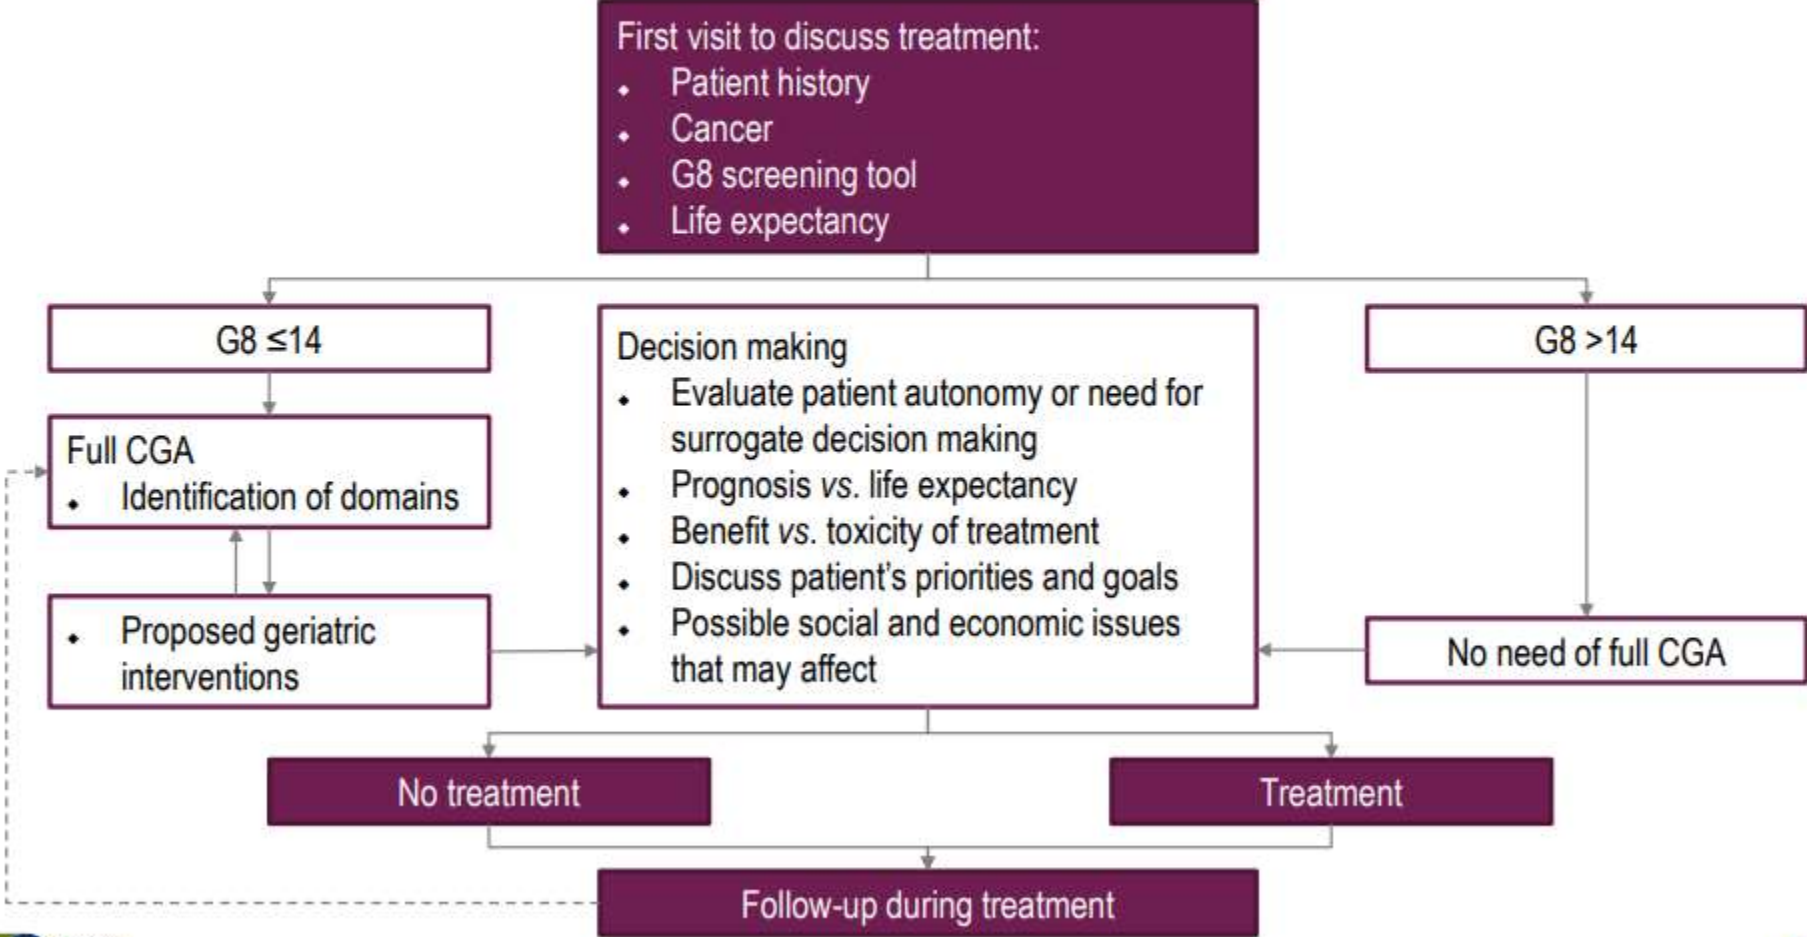 First visit to discuss treatment:
⬥ Patient history
⬥ Cancer
⬥ G8 screening tool
⬥ Life expectancy
G8 ≤14
Full CGA
⬥ Identification of domains
⬥ Proposed geriatric
interventions
Decision making
⬥ Evaluate patient autonomy or need for
surrogate decision making
⬥ Prognosis vs. life expectancy
⬥ Benefit vs. toxicity of treatment
⬥ Discuss patient’s priorities and goals
⬥ Possible social and economic issues
that may affect
G8 >14
No need of full CGA
No treatment
Treatment
Follow-up during treatment